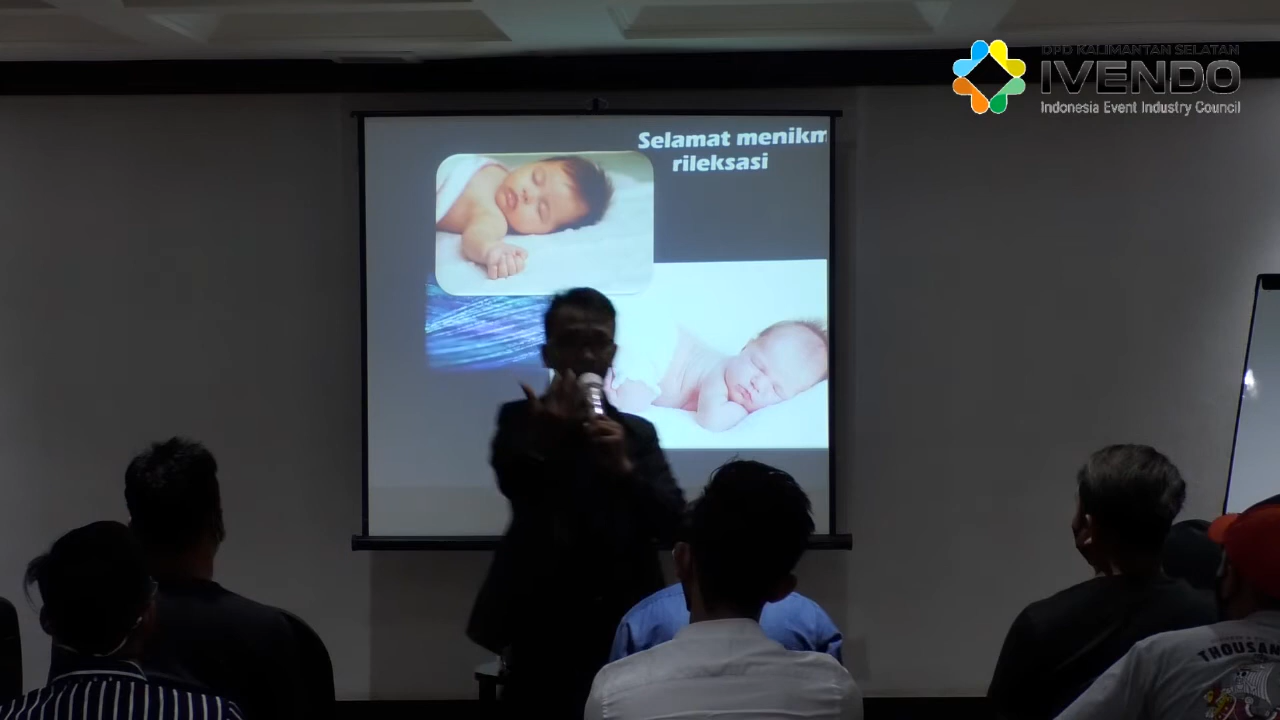 DPD KALIMANTAN SELATAN
IVENDO
Indonesia Event Industry Council
Selamat menikm
rileksasi
THOUSAN